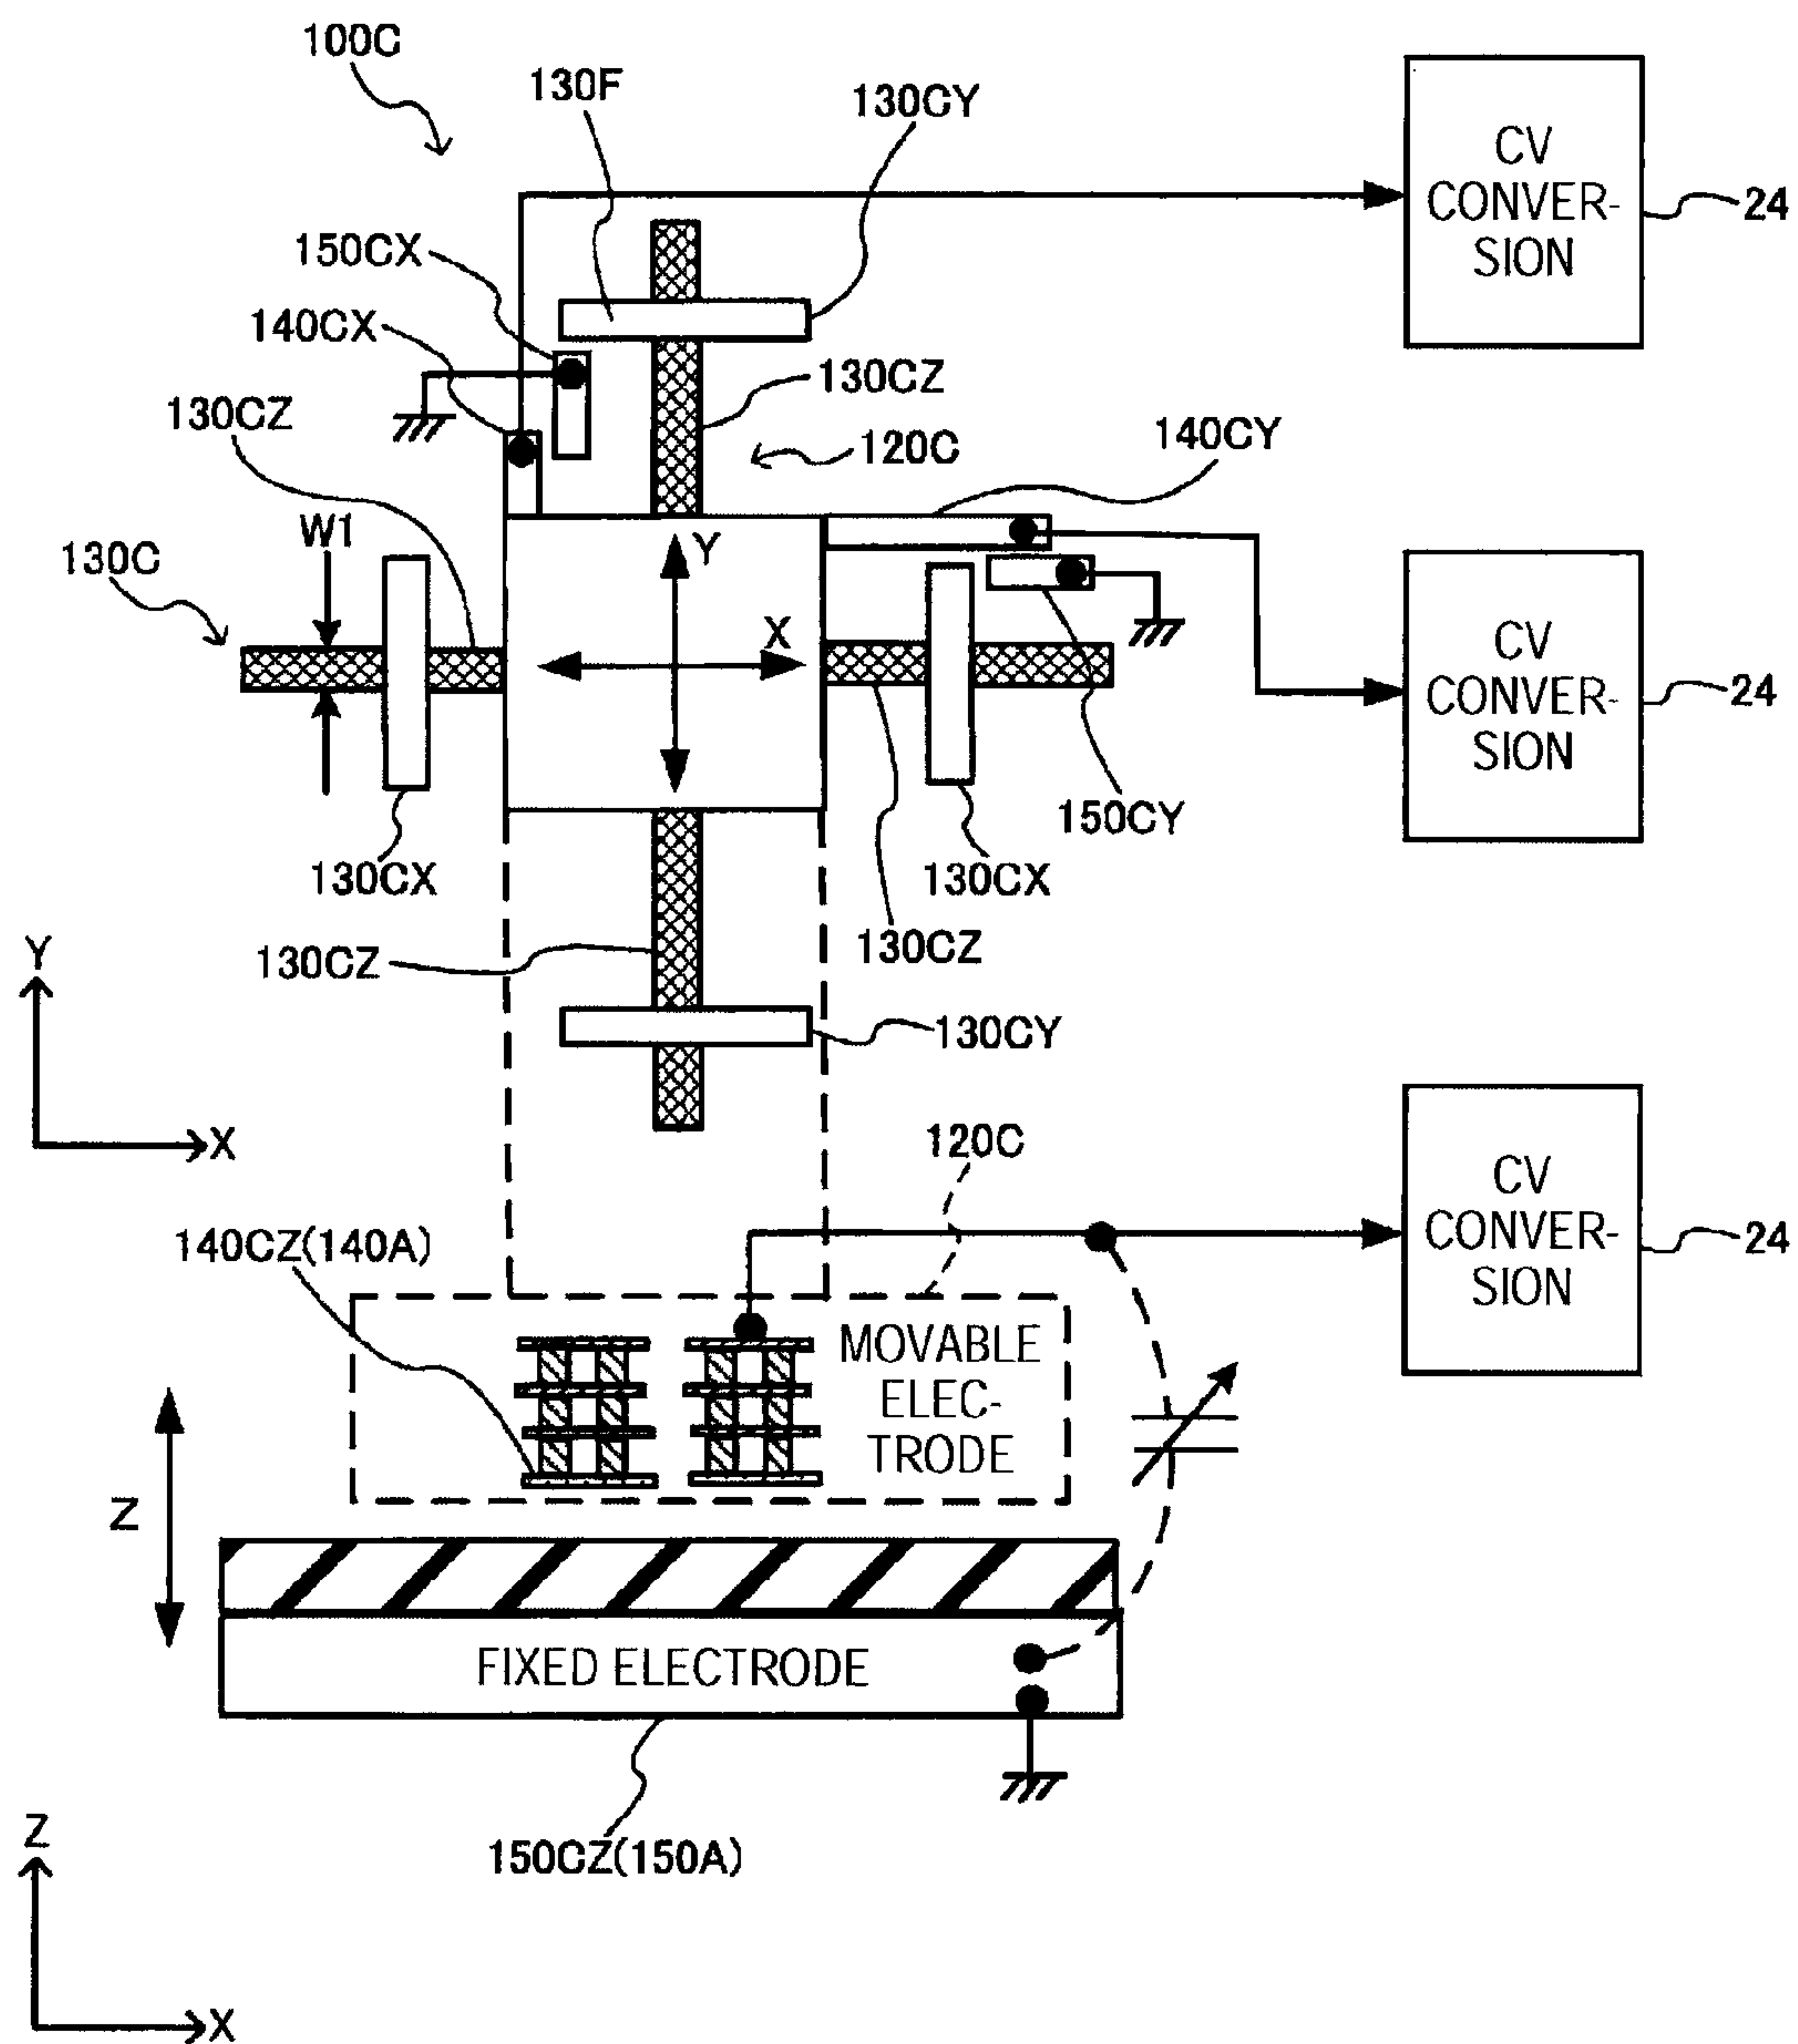 100C
130F
130CY
CV
CONVER-
SION
24
150CX
140CX
130CZ
130CZ
120C
140CY
W1
130C
Y
X
CV
CONVER-
SION
24
150CY
130CX
130CX
130CZ
130CZ
Y
X
130CY
120C
CV
CONVER-
SION
24
140CZ(140A)
MOVABLE
ELEC-
TRODE
Z
FIXED ELECTRODE
150CZ(150A)
Z
X